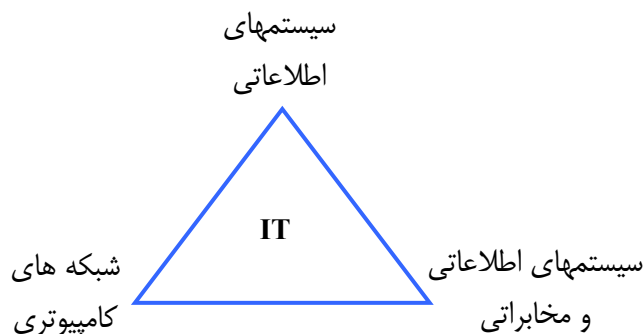 سیستمهای
اطلاعاتی
IT
سیستمهای اطلاعاتی
و مخابراتی
شبکه های
کامپیوتری